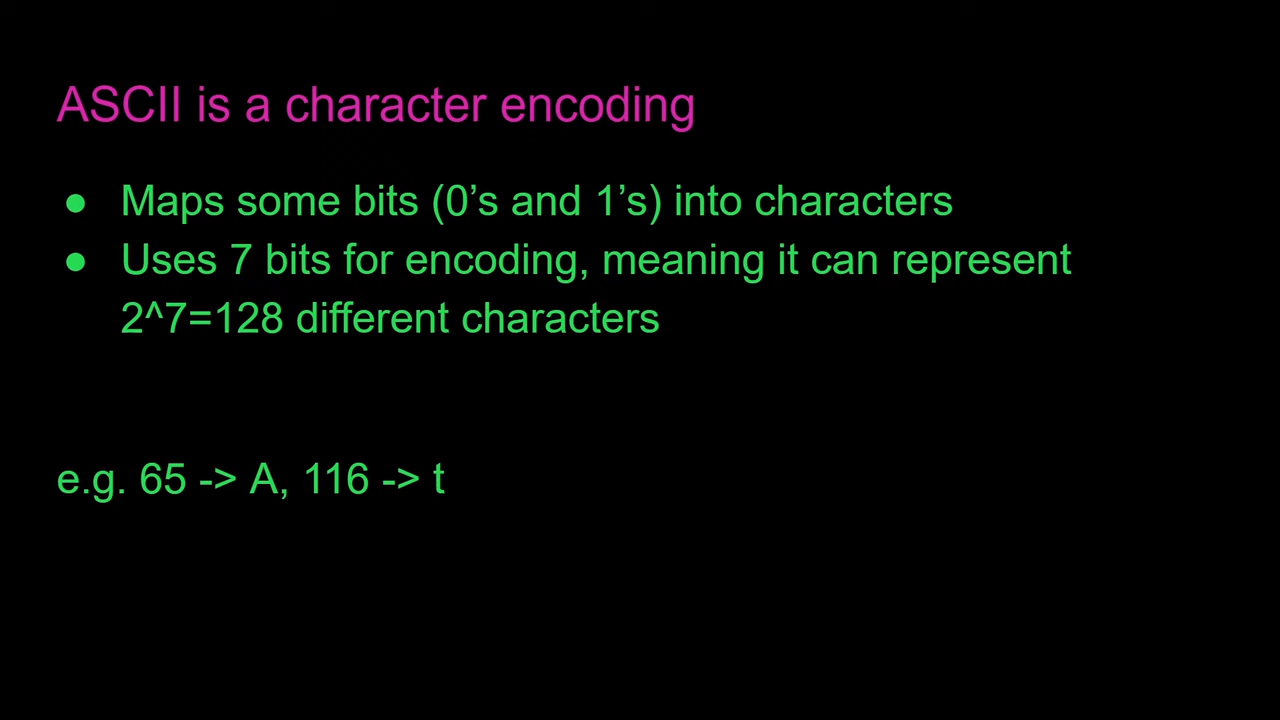 ASCII is a character encoding
● Maps some bits (0’s and 1’s) into characters
● Uses 7 bits for encoding, meaning it can represent
2^7=128 different characters
e.g. 65 -> A, 116 -> t